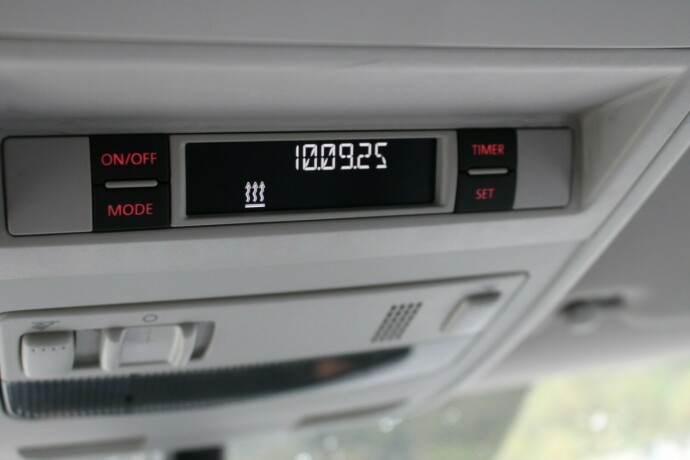 ON/OFF
MODE
10.09.25
TIMER
SET